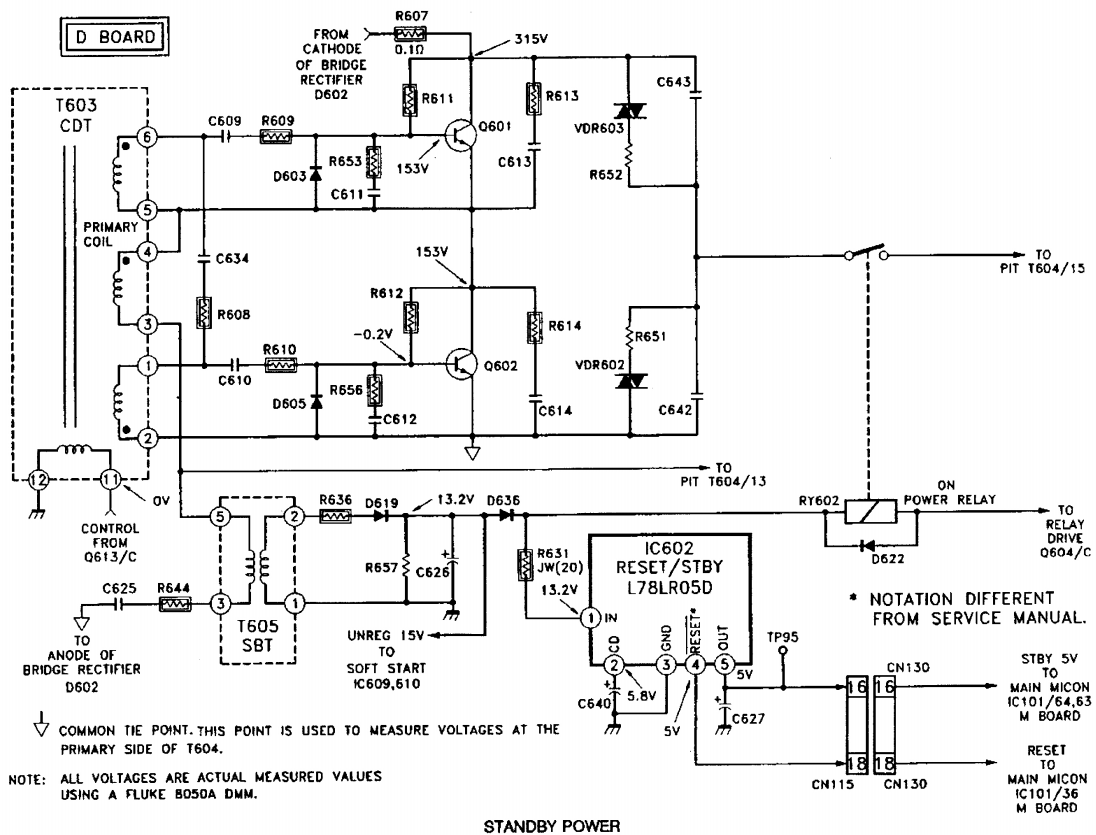 D BOARD
R607
0.1Ω
FROM
CATHODE
OF BRIDGE
RECTIFIER
D602
315V
T603
CDT
6
5
4
3
1
2
12
11
PRIMARY
COIL
C609
R609
D603
R653
C611
R611
153V
Q601
R613
C613
VDR603
R652
C643
C634
R608
C610
R610
D605
R656
C612
R612
-0.2V
153V
Q602
R614
C614
R651
VDR602
C642
TO
PIT T604/15
TO
PIT T604/13
0V
CONTROL
FROM
Q613/C
5
2
3
1
T605
SBT
C625
R644
TO
ANODE OF
BRIDGE RECTIFIER
D602
R636
D619
13.2V
D636
R657
C626
+
UNREG 15V
TO
SOFT START
IC609,610
R631
JW(20)
13.2V
IC602
RESET/STBY
L78LR05D
1
IN
CD
GND
RESET*
OUT
2
3
4
5
5.8V
5V
5V
C640
+
C627
+
TP95
RY602
ON
POWER RELAY
D622
TO
RELAY
DRIVE
Q604/C
* NOTATION DIFFERENT
FROM SERVICE MANUAL.
CN130
16
16
18
18
CN115
CN130
STBY 5V
TO
MAIN MICON
IC101/64,63
M BOARD
RESET
TO
MAIN MICON
IC101/36
M BOARD
COMMON TIE POINT. THIS POINT IS USED TO MEASURE VOLTAGES AT THE
PRIMARY SIDE OF T604.
NOTE: ALL VOLTAGES ARE ACTUAL MEASURED VALUES
USING A FLUKE 8050A DMM.
STANDBY POWER